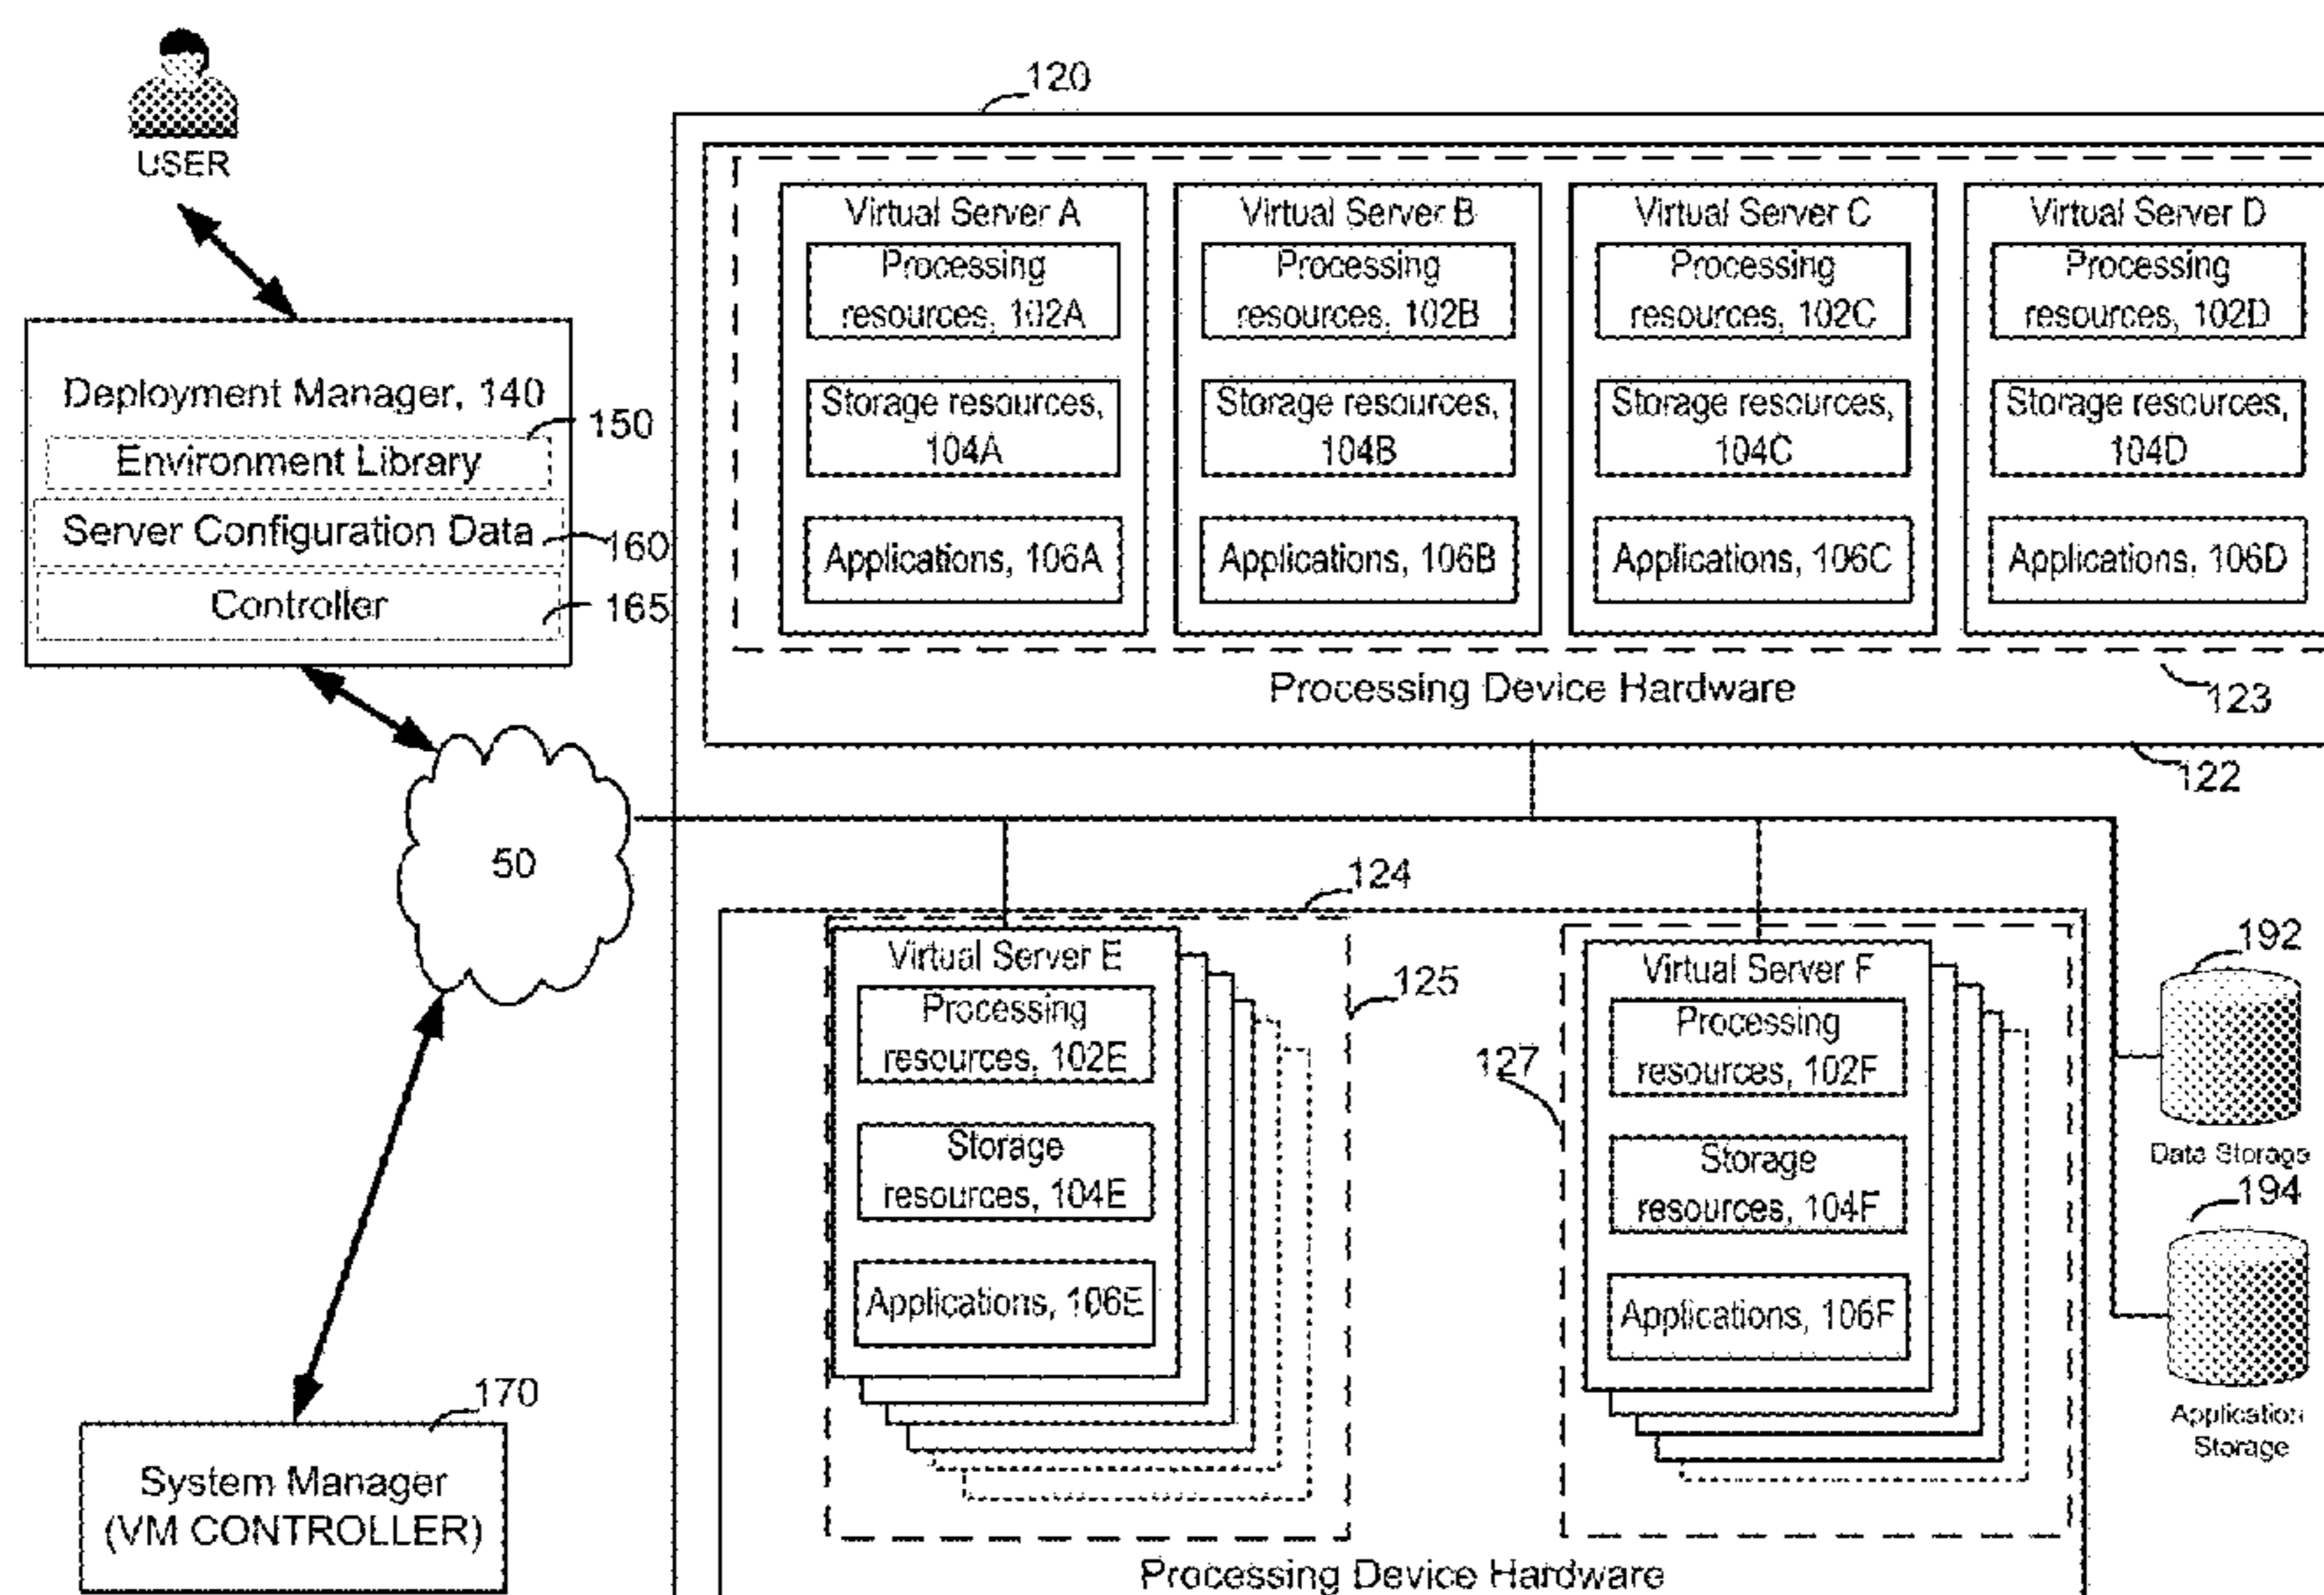 USER
120
Deployment Manager, 140
150
Environment Library
Server Configuration Data
160
Controller
165
Virtual Server A
Processing
resources, 102A
Storage resources,
104A
Applications, 106A
Virtual Server B
Processing
resources, 102B
Storage resources,
104B
Applications, 106B
Virtual Server C
Processing
resources, 102C
Storage resources,
104C
Applications, 106C
Virtual Server D
Processing
resources, 102D
Storage resources,
104D
Applications, 106D
Processing Device Hardware
123
122
50
124
Virtual Server E
Processing
resources, 102E
Storage
resources, 104E
Applications, 106E
125
127
Virtual Server F
Processing
resources, 102F
Storage
resources, 104F
Applications, 106F
192
Data Storage
194
Application
Storage
170
System Manager
(VM CONTROLLER)
Processing Device Hardware